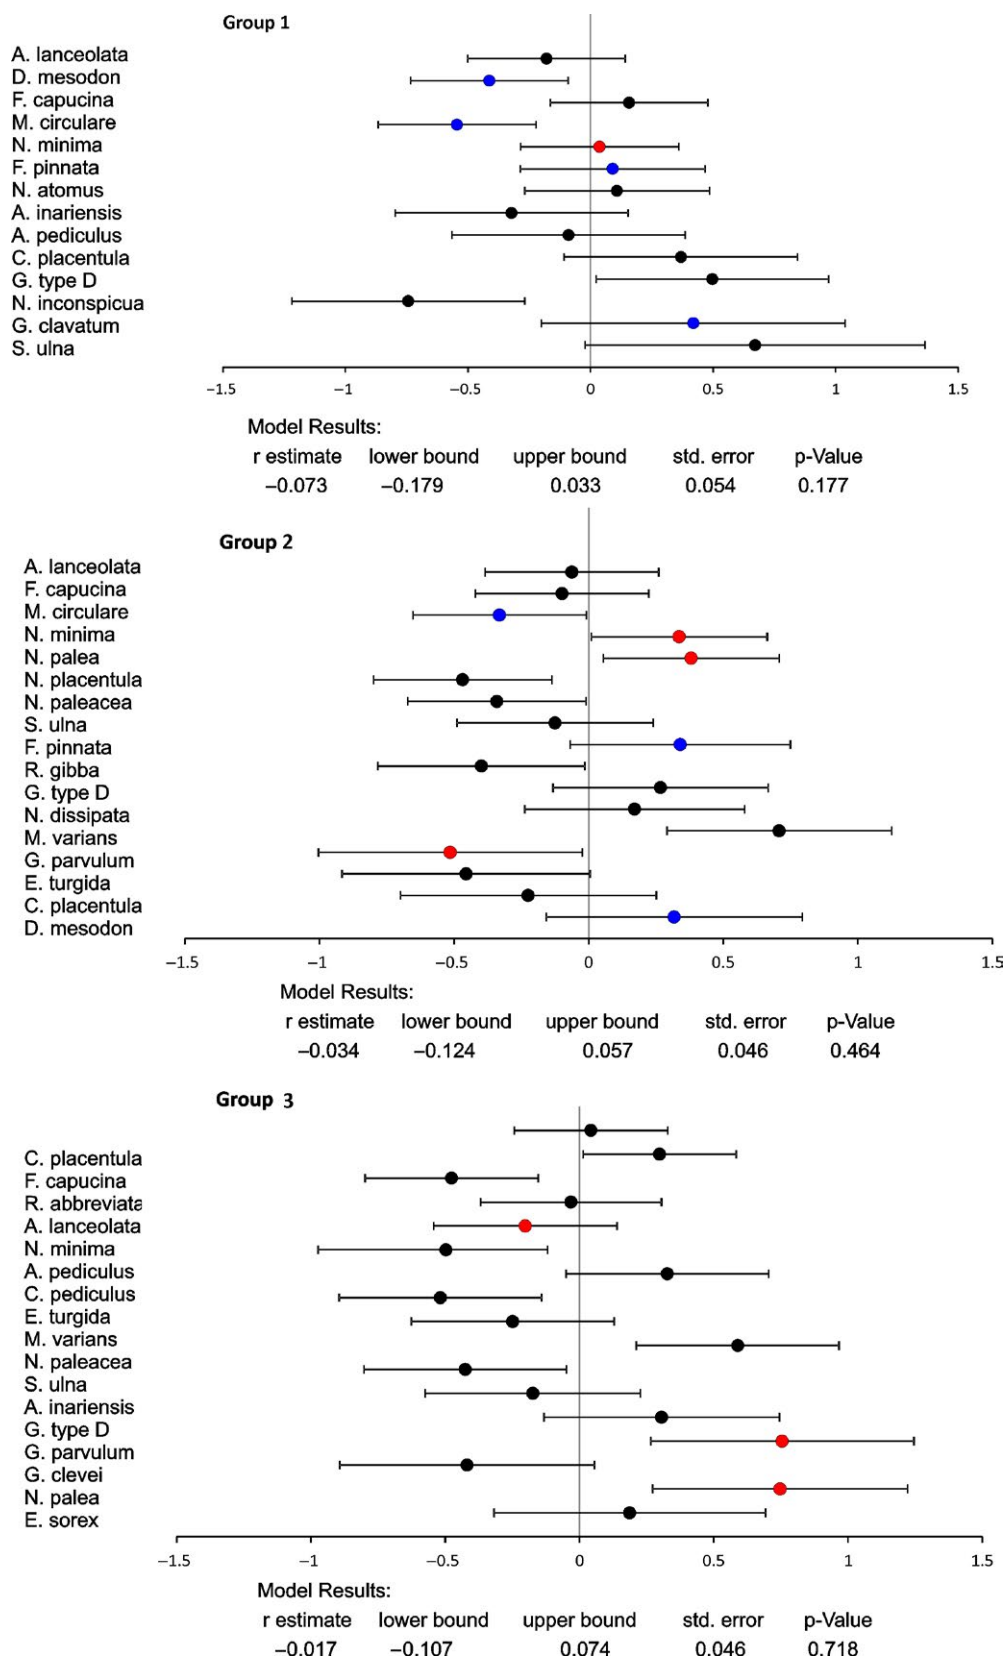 Group 1
A. lanceolata
D. mesodon
F. capucina
M. circulare
N. minima
F. pinnata
N. atomus
A. inariensis
A. pediculus
C. placentula
G. type D
N. inconspicua
G. clavatum
S. ulna
−1.5 −1 −0.5 0 0.5 1 1.5
Model Results:
r estimate lower bound upper bound std. error p-Value
−0.073 −0.179 0.033 0.054 0.177
Group 2
A. lanceolata
F. capucina
M. circulare
N. minima
N. palea
N. placentula
N. paleacea
S. ulna
F. pinnata
R. gibba
G. type D
N. dissipata
M. varians
G. parvulum
E. turgida
C. placentula
D. mesodon
−1.5 −1 −0.5 0 0.5 1 1.5
Model Results:
r estimate lower bound upper bound std. error p-Value
−0.034 −0.124 0.057 0.046 0.464
Group 3
C. placentula
F. capucina
R. abbreviata
A. lanceolata
N. minima
A. pediculus
C. pediculus
E. turgida
M. varians
N. paleacea
S. ulna
A. inariensis
G. type D
G. parvulum
G. clevei
N. palea
E. sorex
−1.5 −1 −0.5 0 0.5 1 1.5
Model Results:
r estimate lower bound upper bound std. error p-Value
−0.017 −0.107 0.074 0.046 0.718